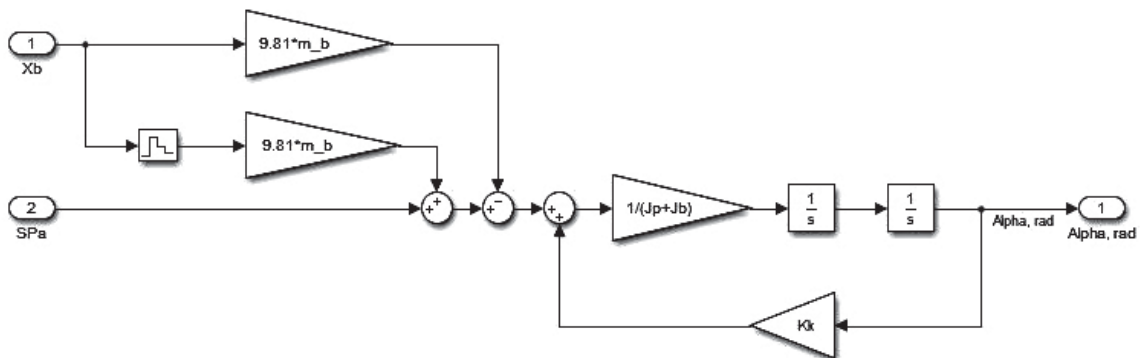 1
Xb
9.81*m_b
9.81*m_b
2
SPa
+
+
−
+
+
+
1/(Jp+Jb)
1
s
1
s
Alpha, rad
1
Alpha, rad
Kk